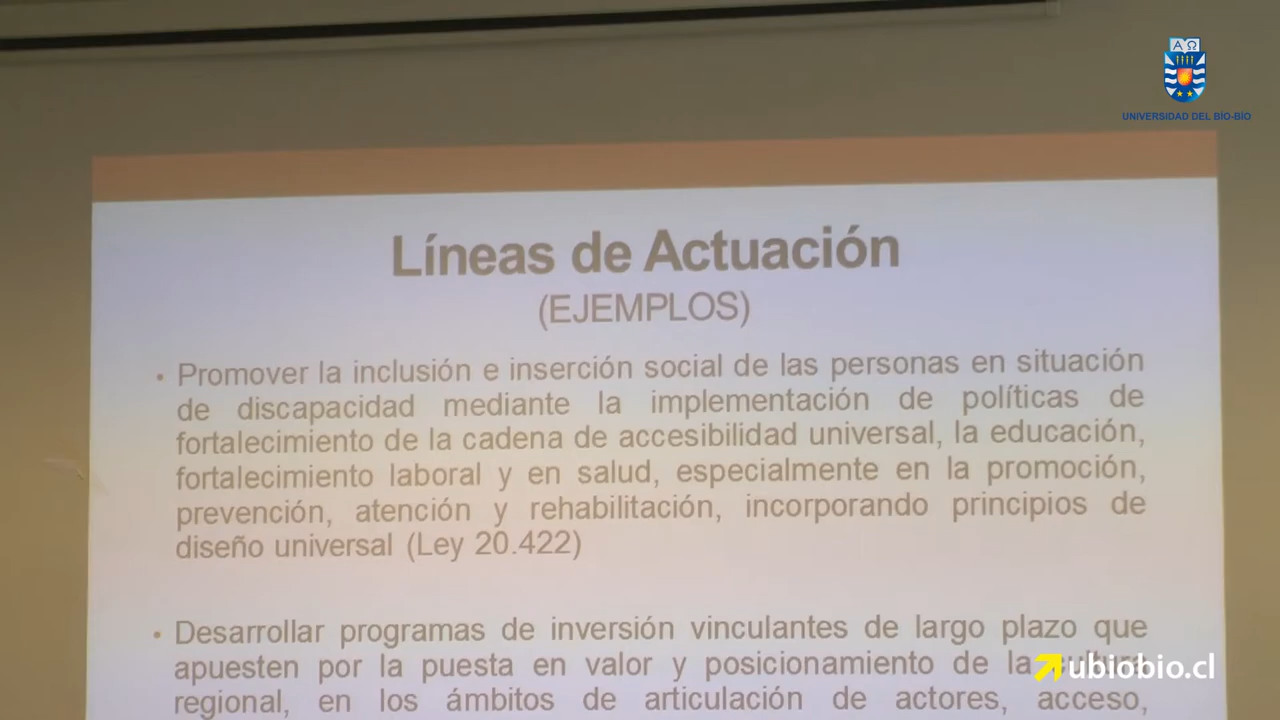 ΑΩ
UNIVERSIDAD DEL BÍO-BÍO
Líneas de Actuación
(EJEMPLOS)
• Promover la inclusión e inserción social de las personas en situación
de discapacidad mediante la implementación de políticas de
fortalecimiento de la cadena de accesibilidad universal, la educación,
fortalecimiento laboral y en salud, especialmente en la promoción,
prevención, atención y rehabilitación, incorporando principios de
diseño universal (Ley 20.422)
• Desarrollar programas de inversión vinculantes de largo plazo que
apuesten por la puesta en valor y posicionamiento de la cultura
regional, en los ámbitos de articulación de actores, acceso,
ubiobio.cl